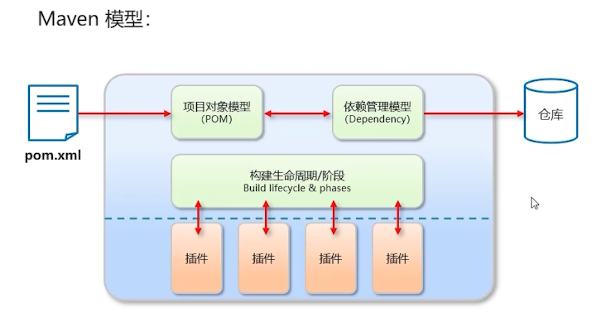 Maven 模型：
项目对象模型
(POM)
依赖管理模型
(Dependency)
仓库
pom.xml
构建生命周期/阶段
Build lifecycle & phases
插件
插件
插件
插件